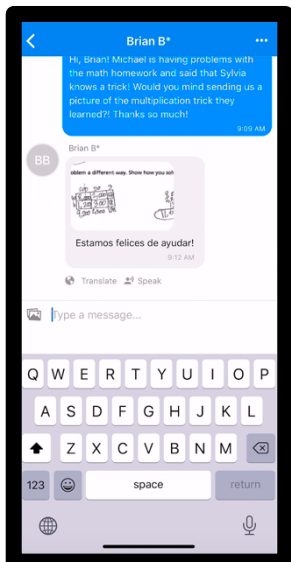 Brian B*
Hi, Brian! Michael is having problems with
the math homework and said that Sylvia
knows a trick! Would you mind sending us a
picture of the multiplication trick they
learned?! Thanks so much!
9:09 AM
Brian B*
BB
oblem a different way. Show how you
Estamos felices de ayudar!
9:12 AM
Translate Speak
Type a message...
Q W E R T Y U I O P
A S D F G H J K L
Z X C V B N M
123 space return